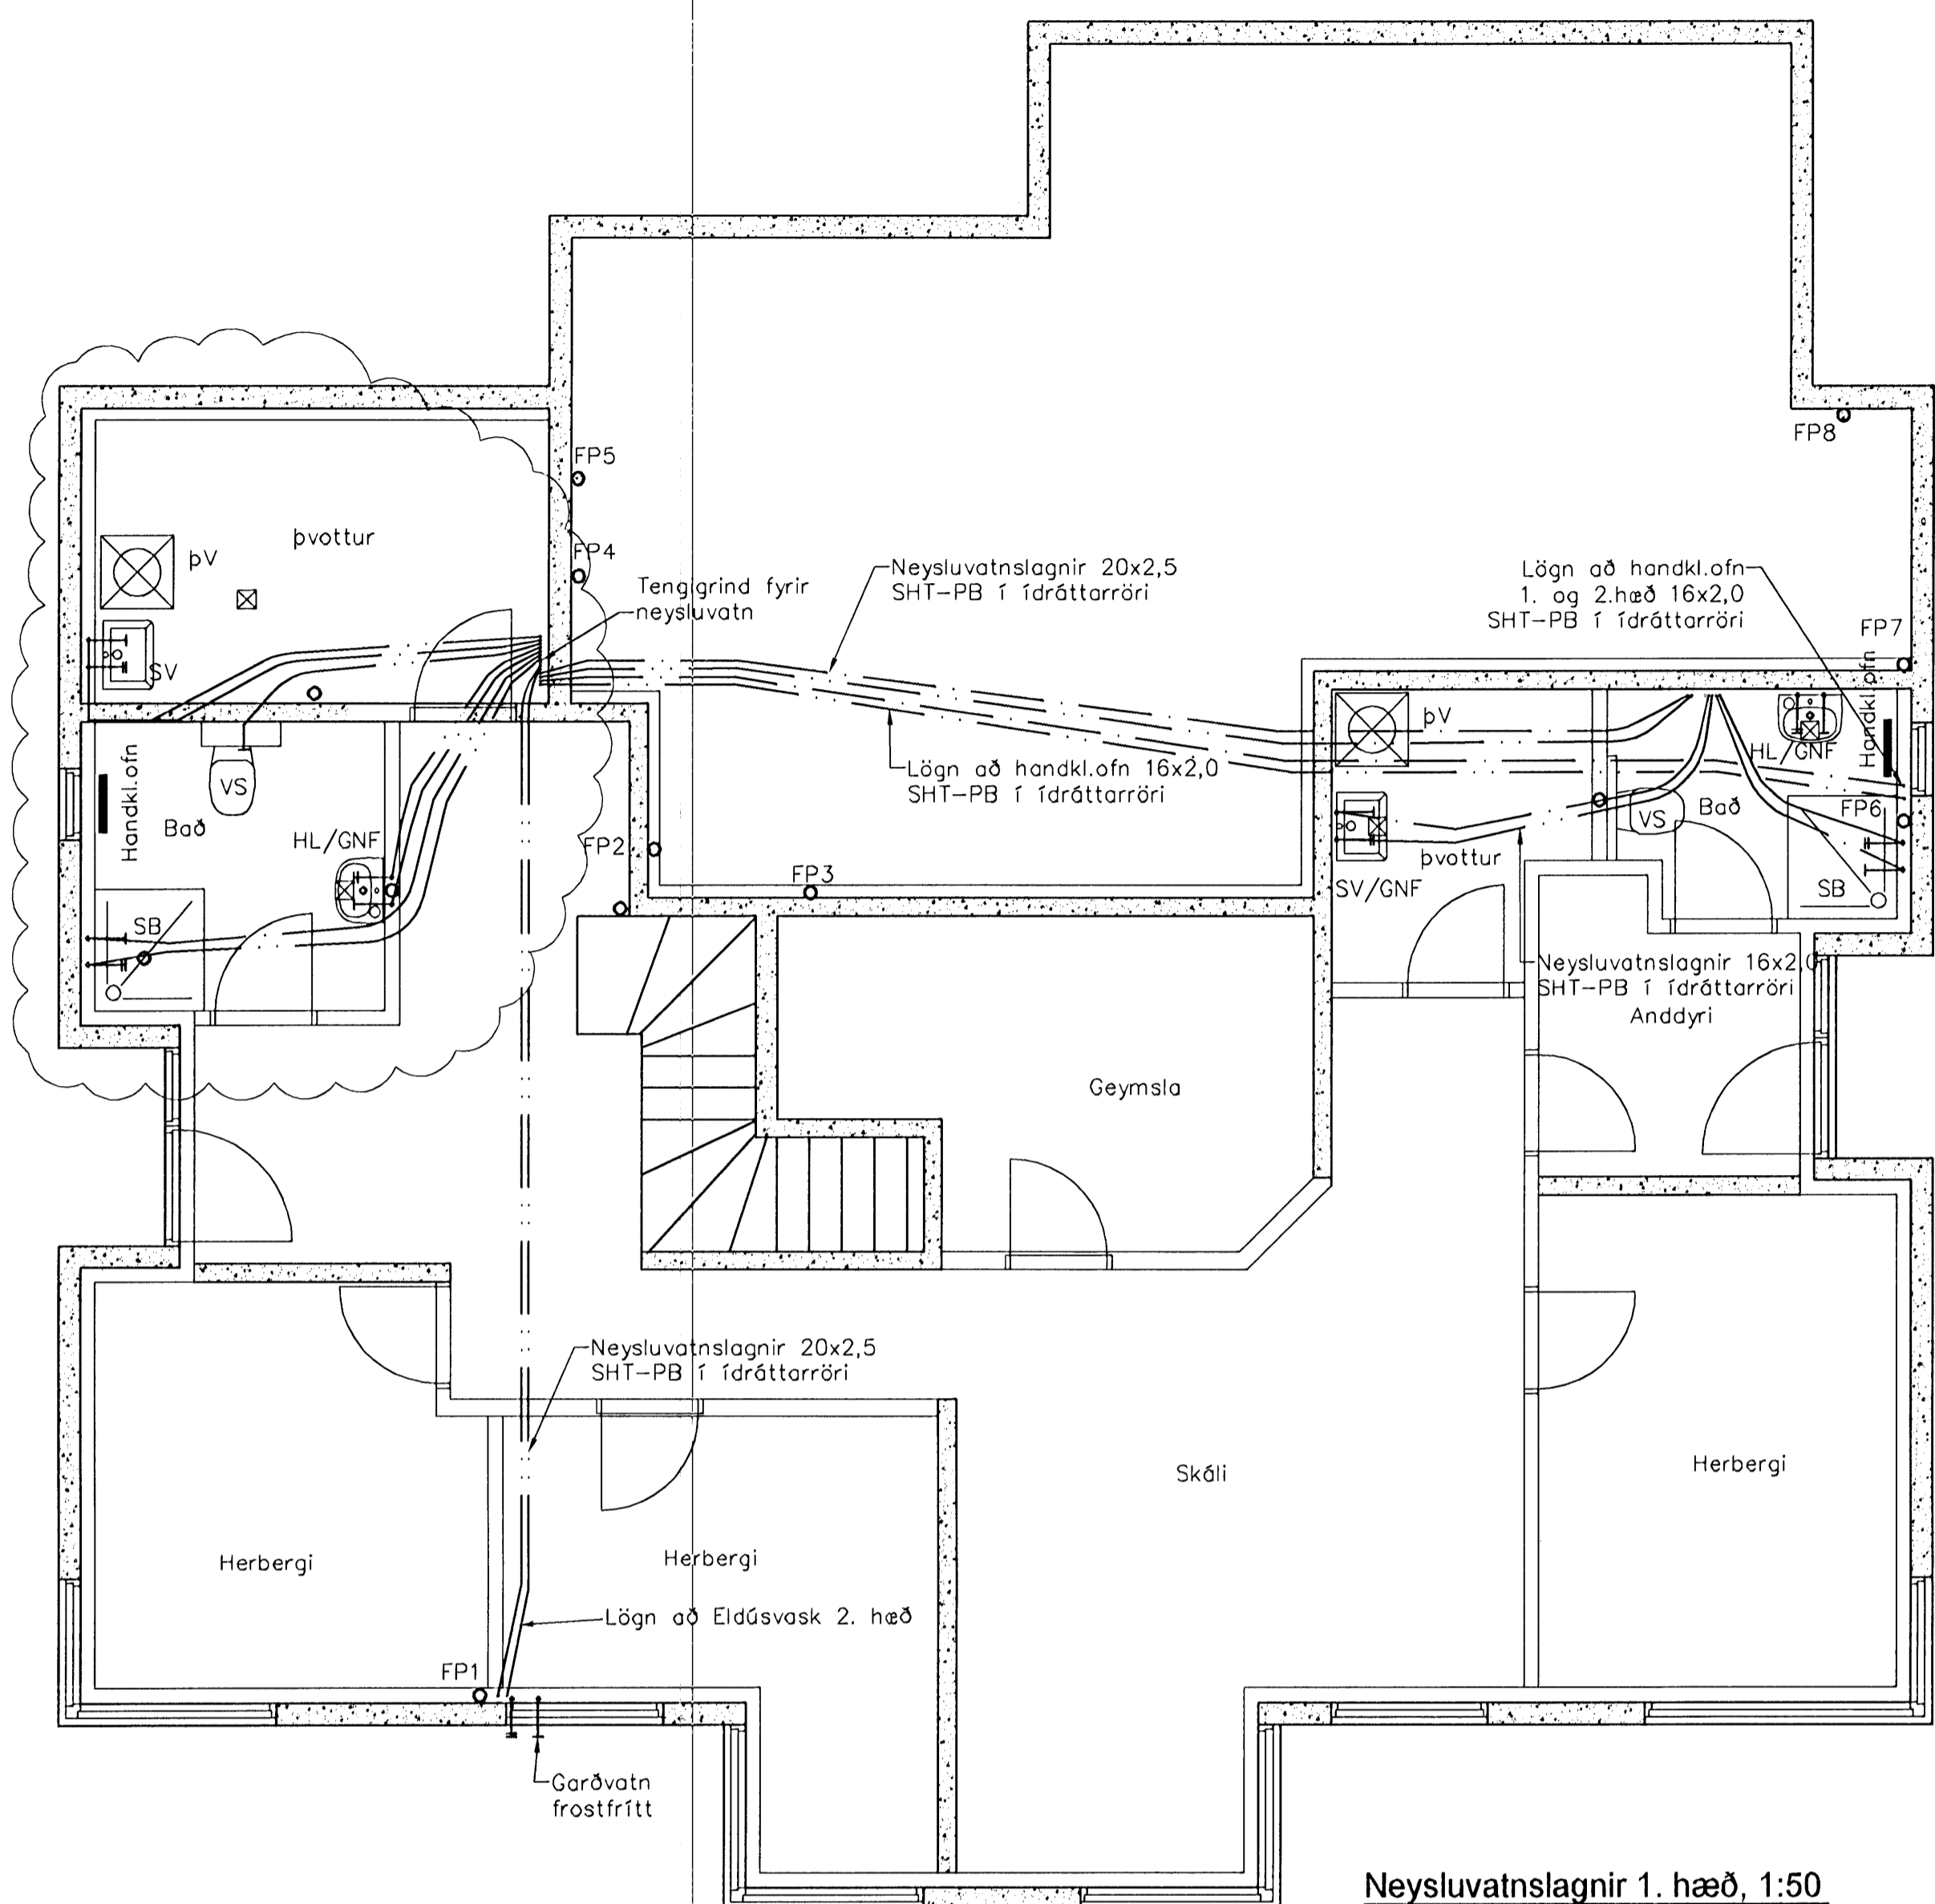 FP5
FP8
þvottur
þV
FP4
Tengigrind fyrir
neysluvatn
Neysluvatnslagnir 20x2,5
SHT-PB í ídráttarröri
Lögn að handkl.ofn
1. og 2.hæð 16x2,0
SHT-PB í ídráttarröri
FP7
SV
Handkl.ofn
þV
HL/GNF
Lögn að handkl.ofn 16x2,0
SHT-PB í ídráttarröri
VS
Handkl.ofn
Bað
HL/GNF
FP2
FP3
VS
Bað
FP6
þvottur
SV/GNF
SB
SB
Neysluvatnslagnir 16x2,0
SHT-PB í ídráttarröri
Anddyri
Geymsla
Neysluvatnslagnir 20x2,5
SHT-PB í ídráttarröri
Skáli
Herbergi
Herbergi
Herbergi
Lögn að Eldúsvask 2. hæð
FP1
Garðvatn
frostfrítt
Neysluvatnslagnir 1. hæð, 1:50